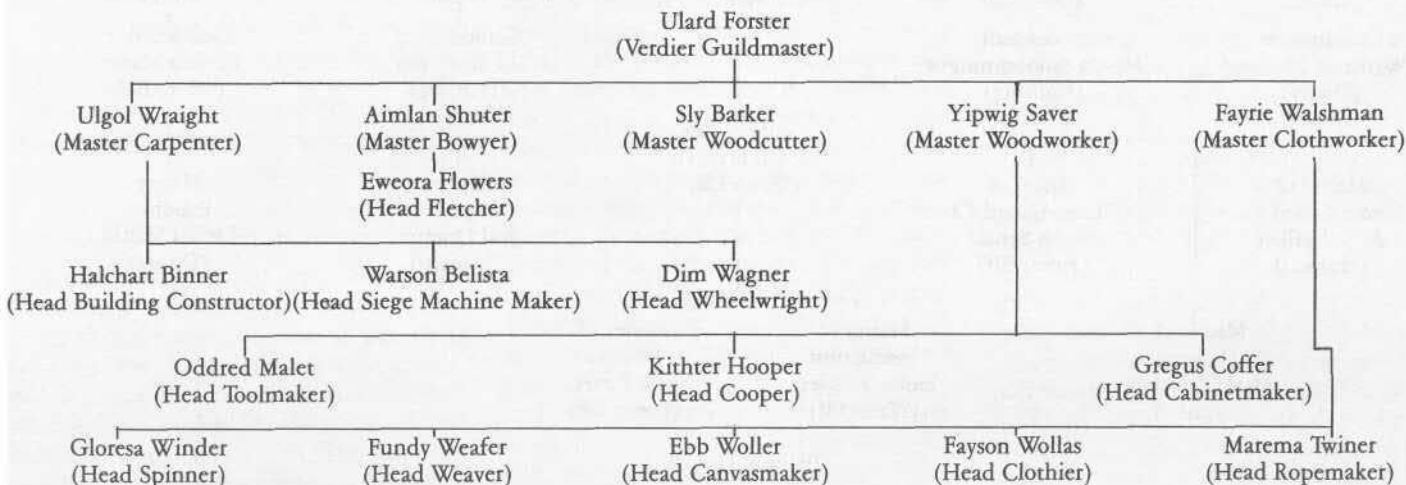 Ulard Forster
(Verdier Guildmaster)
Ulgol Wraight
(Master Carpenter)
Aimlan Shuter
(Master Bowyer)
Sly Barker
(Master Woodcutter)
Yipwig Saver
(Master Woodworker)
Fayrie Walshman
(Master Clothworker)
Eweora Flowers
(Head Fletcher)
Halchart Binner
(Head Building Constructor)
Watson Belista
(Head Siege Machine Maker)
Dim Wagner
(Head Wheelwright)
Oddred Malet
(Head Toolmaker)
Kithter Hooper
(Head Cooper)
Gregus Coffer
(Head Cabinetmaker)
Gloresa Winder
(Head Spinner)
Fundy Weafer
(Head Weaver)
Ebb Woller
(Head Canvasmaker)
Fayson Wollas
(Head Clothier)
Marema Twiner
(Head Ropemaker)